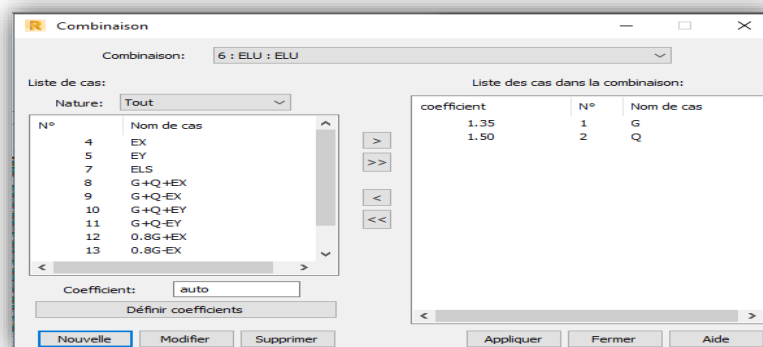 Combinaison
Combinaison: 6 : ELU : ELU
Liste de cas:
Nature: Tout
N° Nom de cas
4 EX
5 EY
7 ELS
8 G+Q+EX
9 G+Q-EX
10 G+Q+EY
11 G+Q-EY
12 0.8G+EX
13 0.8G-EX
Coefficient: auto
Définir coefficients
Nouvelle Modifier Supprimer
>
>>
<
<<
Liste des cas dans la combinaison:
coefficient N° Nom de cas
1.35 1 G
1.50 2 Q
Appliquer Fermer Aide